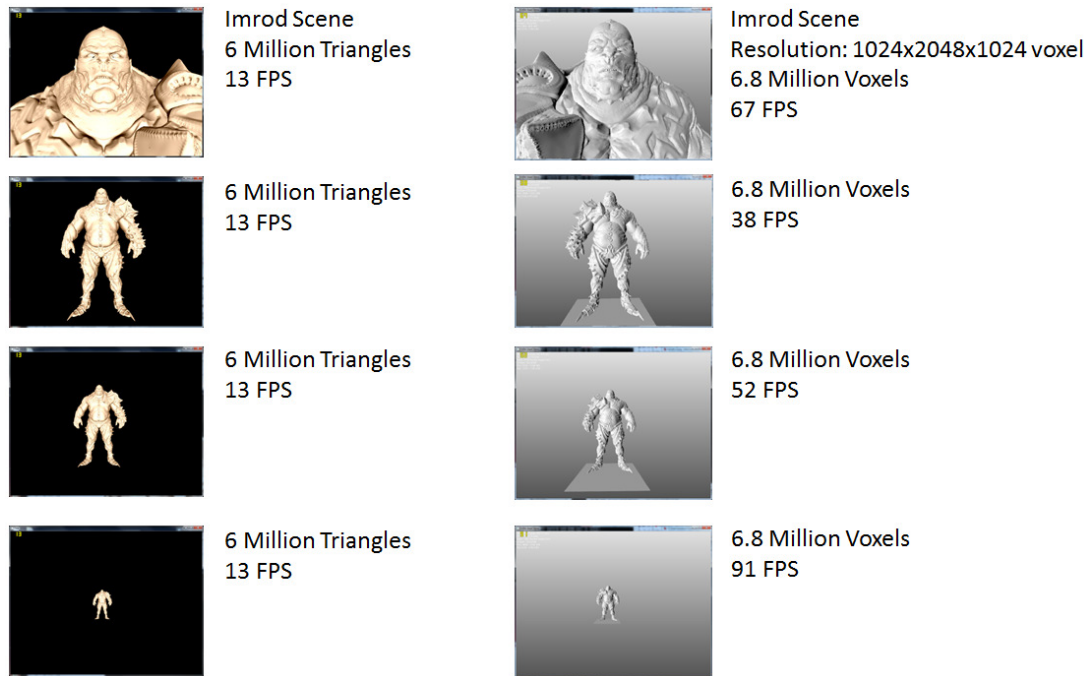 Imrod Scene
6 Million Triangles
13 FPS
Imrod Scene
Resolution: 1024x2048x1024 voxel
6.8 Million Voxels
67 FPS
6 Million Triangles
13 FPS
6.8 Million Voxels
38 FPS
6 Million Triangles
13 FPS
6.8 Million Voxels
52 FPS
6 Million Triangles
13 FPS
6.8 Million Voxels
91 FPS